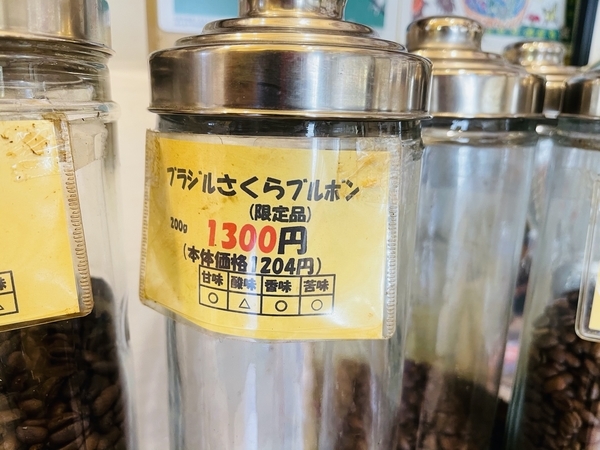 ブラジルさくらブルボン
(限定品)
200g 1300円
(本体価格1204円)
甘味 酸味 香味 苦味
○ △ ○ ○
味
○